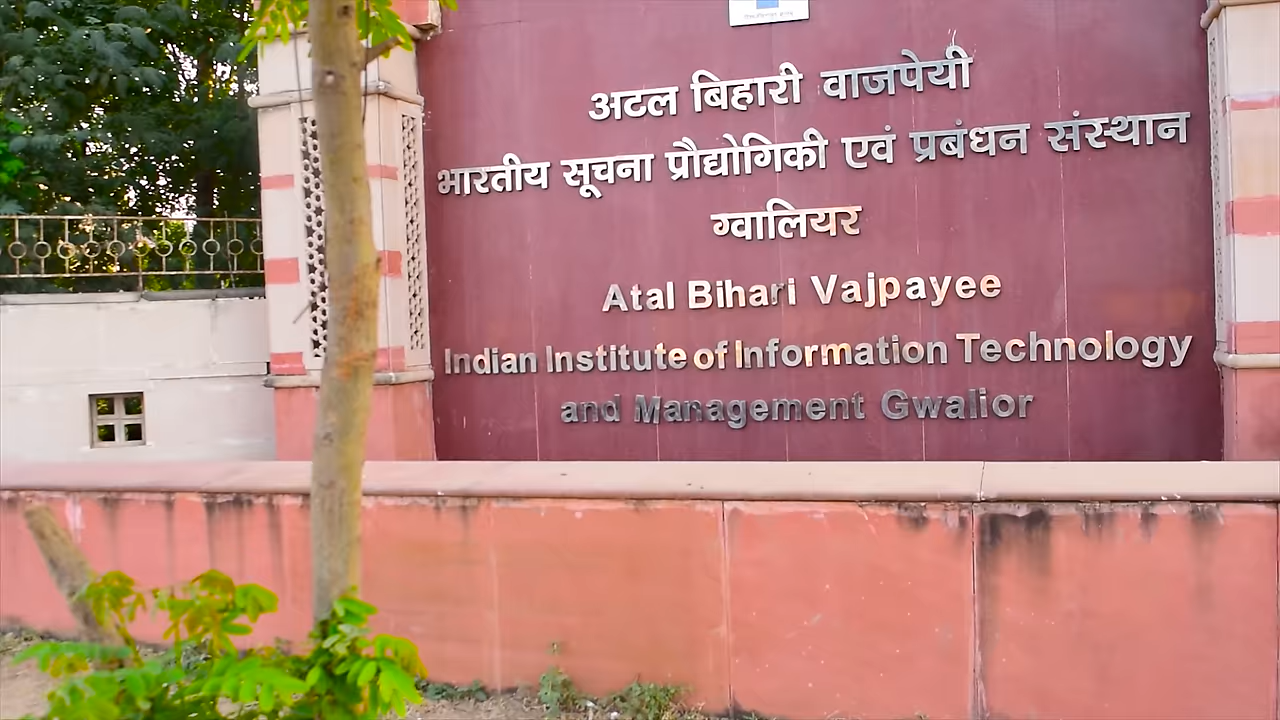 अटल बिहारी वाजपेयी
भारतीय सूचना प्रौद्योगिकी एवं प्रबंधन संस्थान
ग्वालियर
Atal Bihari Vajpayee
Indian Institute of Information Technology
and Management Gwalior